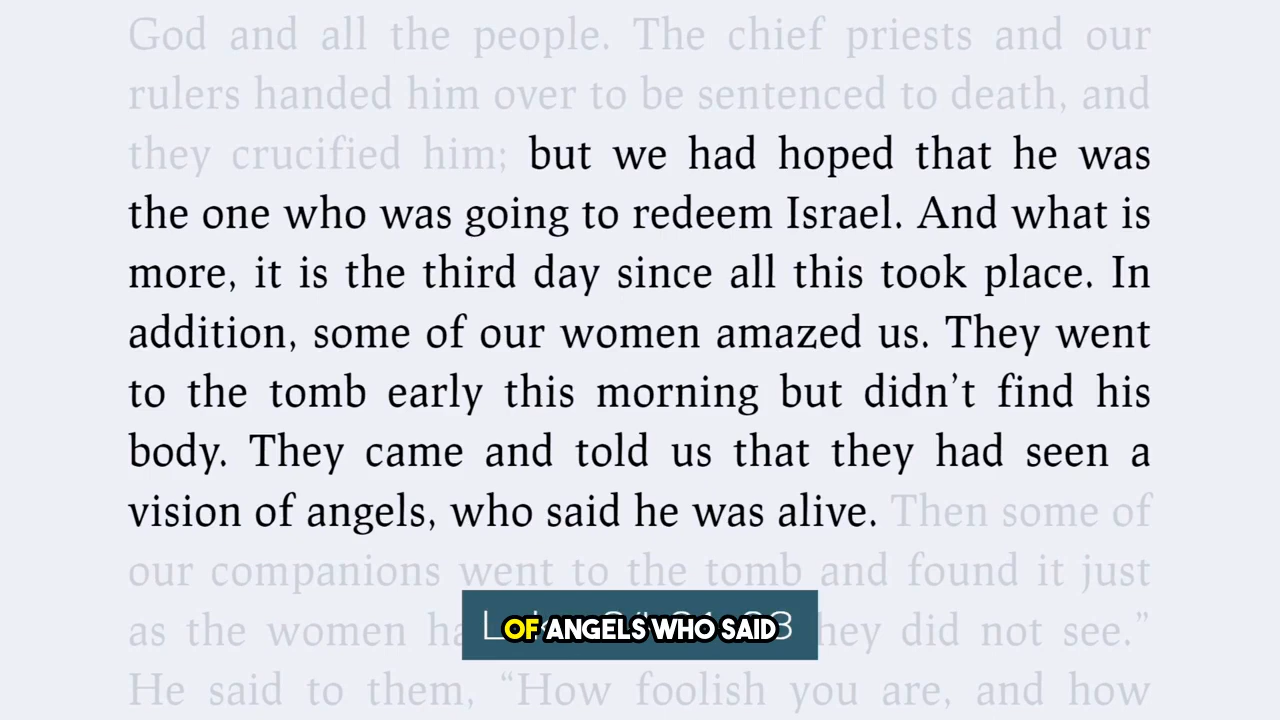 God and all the people. The chief priests and our
rulers handed him over to be sentenced to death, and
they crucified him; but we had hoped that he was
the one who was going to redeem Israel. And what is
more, it is the third day since all this took place. In
addition, some of our women amazed us. They went
to the tomb early this morning but didn’t find his
body. They came and told us that they had seen a
vision of angels, who said he was alive. Then some of
our companions went to the tomb and found it just
as the women they did not see.”
OF ANGELS WHO SAID
He said to them, “How foolish you are, and how